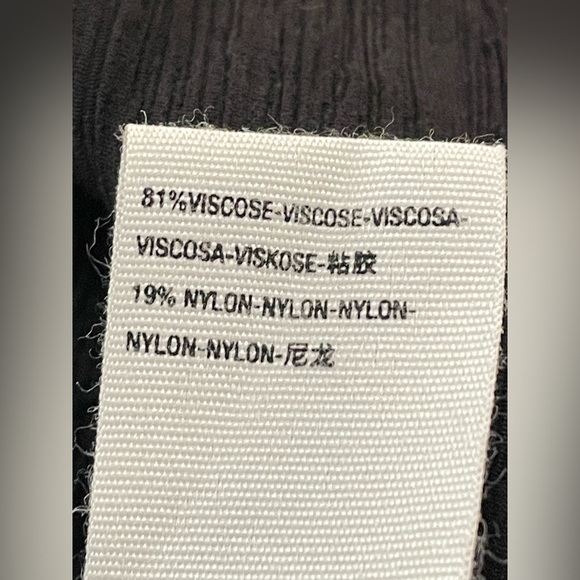 81%VISCOSE-VISCOSE-VISCOSA-
VISCOSA-VISKOSE-粘胶
19% NYLON-NYLON-NYLON-
NYLON-NYLON-尼龙